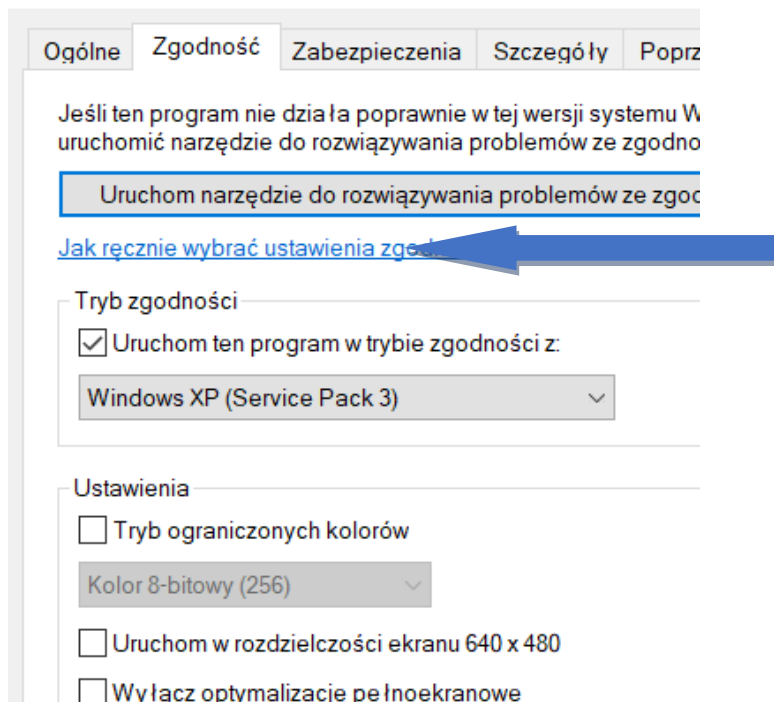 Ogólne Zgodność Zabezpieczenia Szczegóły Poprz
Jeśli ten program nie działa poprawnie w tej wersji systemu W
uruchomić narzędzie do rozwiązywania problemów ze zgodno
Uruchom narzędzie do rozwiązywania problemów ze zgod
Jak ręcznie wybrać ustawienia
Tryb zgodności
Uruchom ten program w trybie zgodności z:
Windows XP (Service Pack 3)
Ustawienia
Tryb ograniczonych kolorów
Kolor 8-bitowy (256)
Uruchom w rozdzielczości ekranu 640 x 480
Wyłącz optymalizacje pełnoekranowe